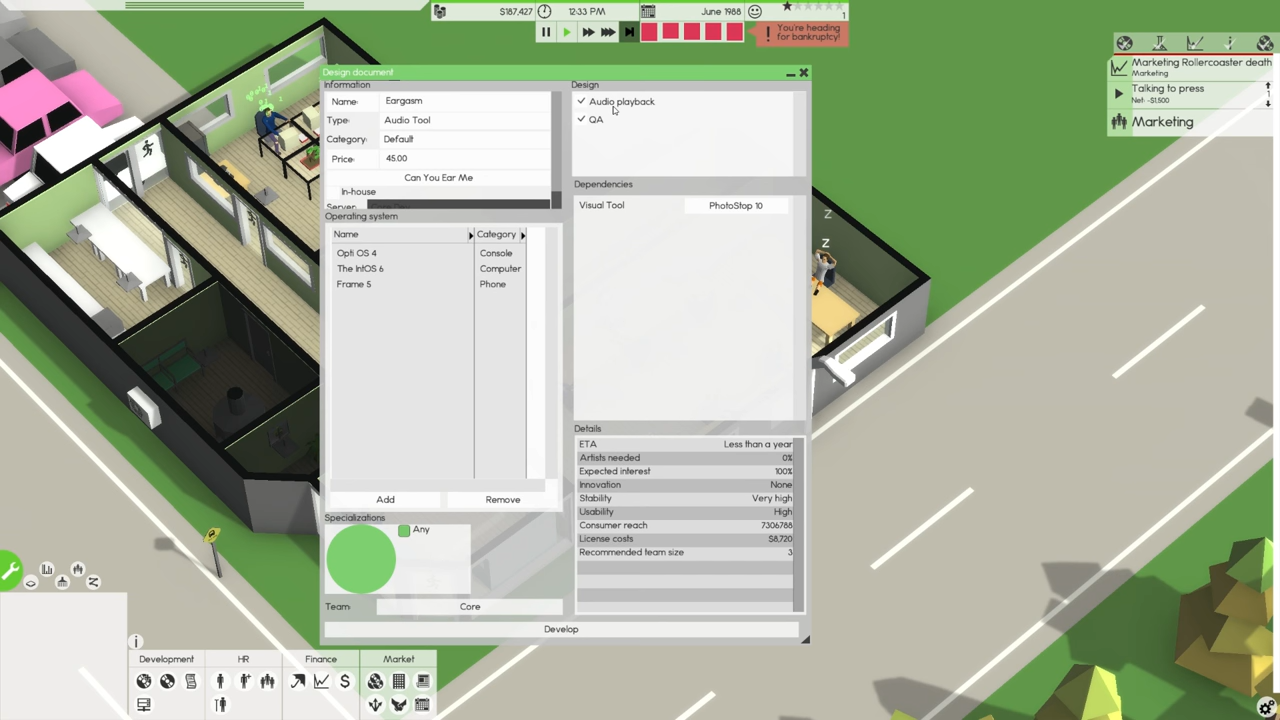 $187,427
12:33 PM
June 1988
1
You're heading
for bankruptcy!
Marketing Rollercoaster death
Marketing
Talking to press
Net: -$1,500
1
Marketing
Design document
Information
Name: Eargasm
Type: Audio Tool
Category: Default
Price: 45.00
Can You Ear Me
In-house
Server:
Design
Audio playback
QA
Dependencies
Visual Tool PhotoStop 10
Operating system
Name Category
Opti OS 4 Console
The IntOS 6 Computer
Frame 5 Phone
Add Remove
Specializations
Any
Team: Core
Details
ETA Less than a year
Artists needed 0%
Expected interest 100%
Innovation None
Stability Very high
Usability High
Consumer reach 7306788
License costs $8,720
Recommended team size 3
Develop
Z
Z
i
Development HR Finance Market